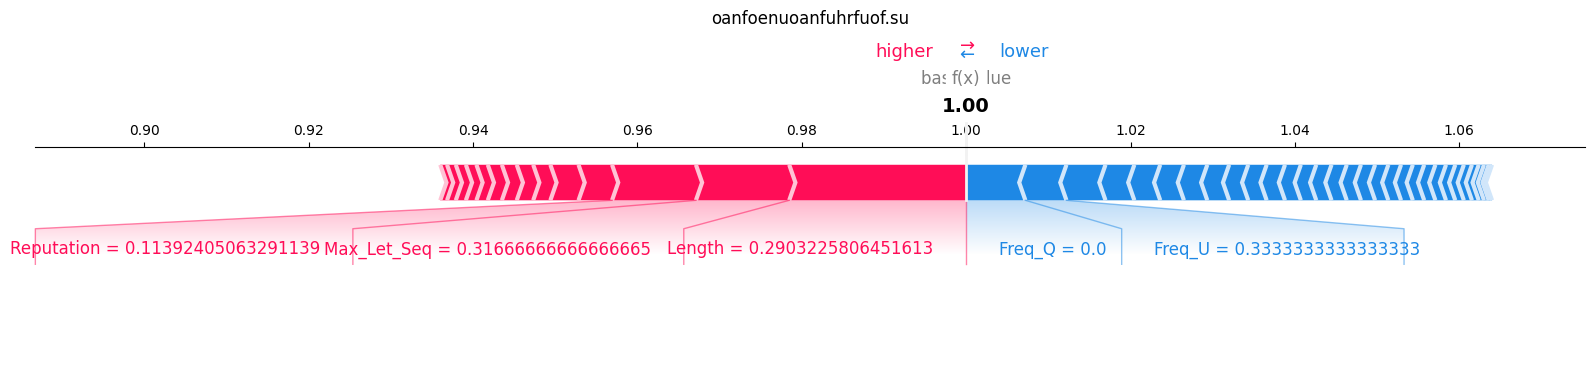 oanfoenuoanfuhrfuof.su
higher ⇄ lower
bas f(x) lue
1.00
0.90 0.92 0.94 0.96 0.98 1.00 1.02 1.04 1.06
Reputation = 0.11392405063291139 Max_Let_Seq = 0.31666666666666665 Length = 0.2903225806451613 Freq_Q = 0.0 Freq_U = 0.3333333333333333